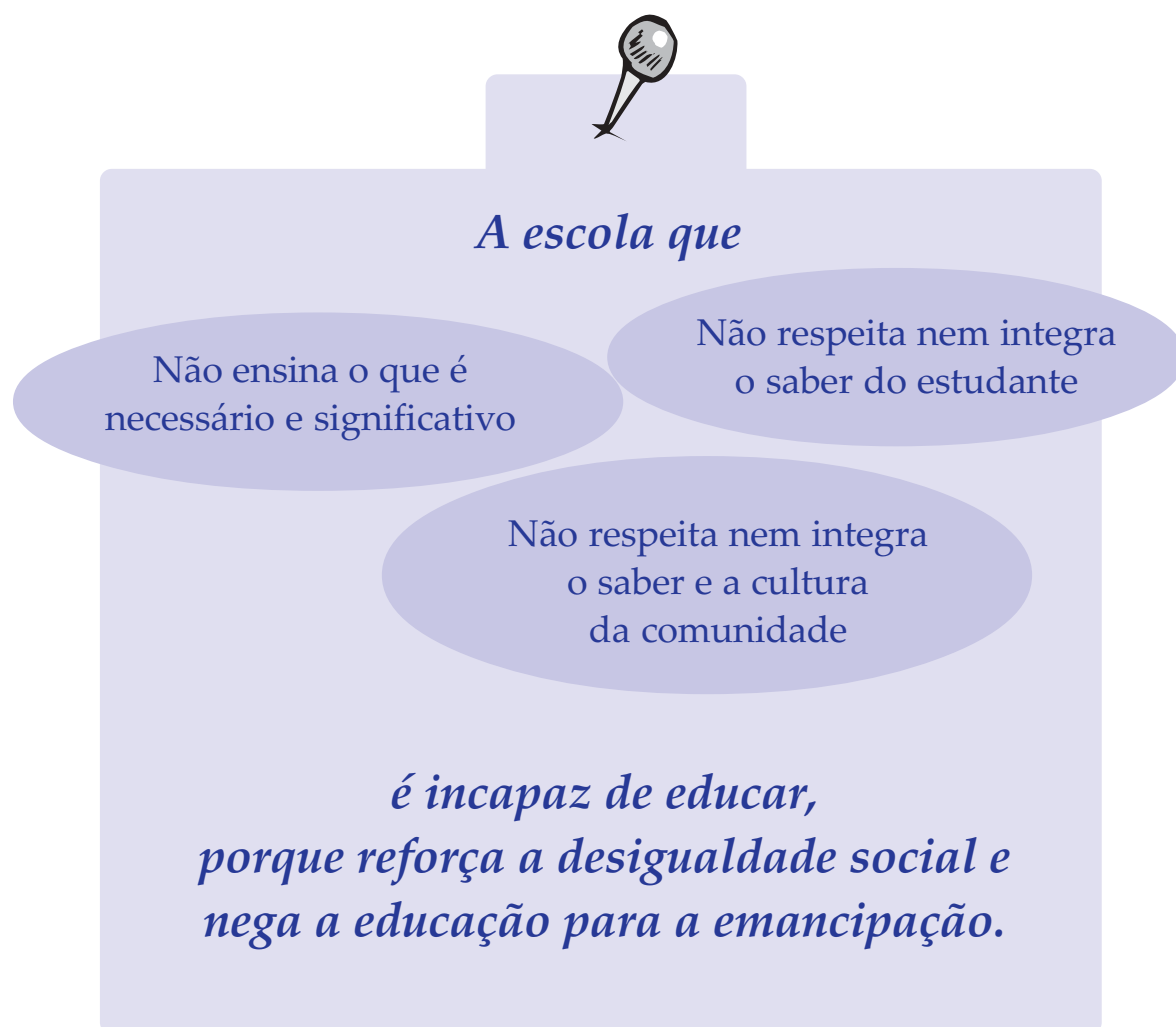 A escola que
Não ensina o que é
necessário e significativo
Não respeita nem integra
o saber do estudante
Não respeita nem integra
o saber e a cultura
da comunidade
é incapaz de educar,
porque reforça a desigualdade social e
nega a educação para a emancipação.